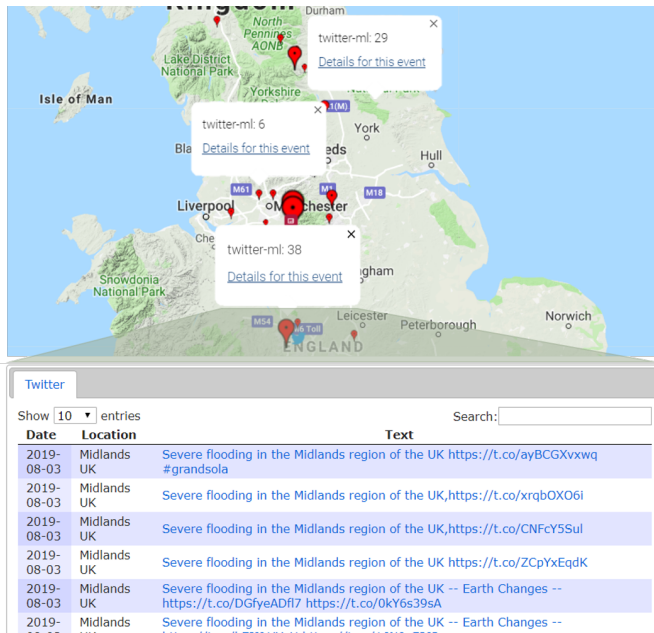 Kingdom
Durham
North
Pennines
AONB
twitter-ml: 29
Details for this event
Lake District
National Park
Yorkshire
Isle of Man
A1(M)
twitter-ml: 6
Details for this event
York
Hull
M61
M1
M18
Liverpool
twitter-ml: 38
Details for this event
Snowdonia
National Park
M54
M6 Toll
Leicester
Peterborough
Norwich
ENGLAND
Twitter
Show 10 entries
Search:
Date Location Text
2019-08-03 Midlands UK Severe flooding in the Midlands region of the UK https://t.co/ayBCGXvxwq
#grandsola
2019-08-03 Midlands UK Severe flooding in the Midlands region of the UK,https://t.co/xrqbOXO6i
2019-08-03 Midlands UK Severe flooding in the Midlands region of the UK,https://t.co/CNFcY5Sul
2019-08-03 Midlands UK Severe flooding in the Midlands region of the UK https://t.co/ZCpYxEqdK
2019-08-03 Midlands UK Severe flooding in the Midlands region of the UK -- Earth Changes --
https://t.co/DGfyeADfl7 https://t.co/0kY6s39sA
2019- Midlands UK Severe flooding in the Midlands region of the UK -- Earth Changes --